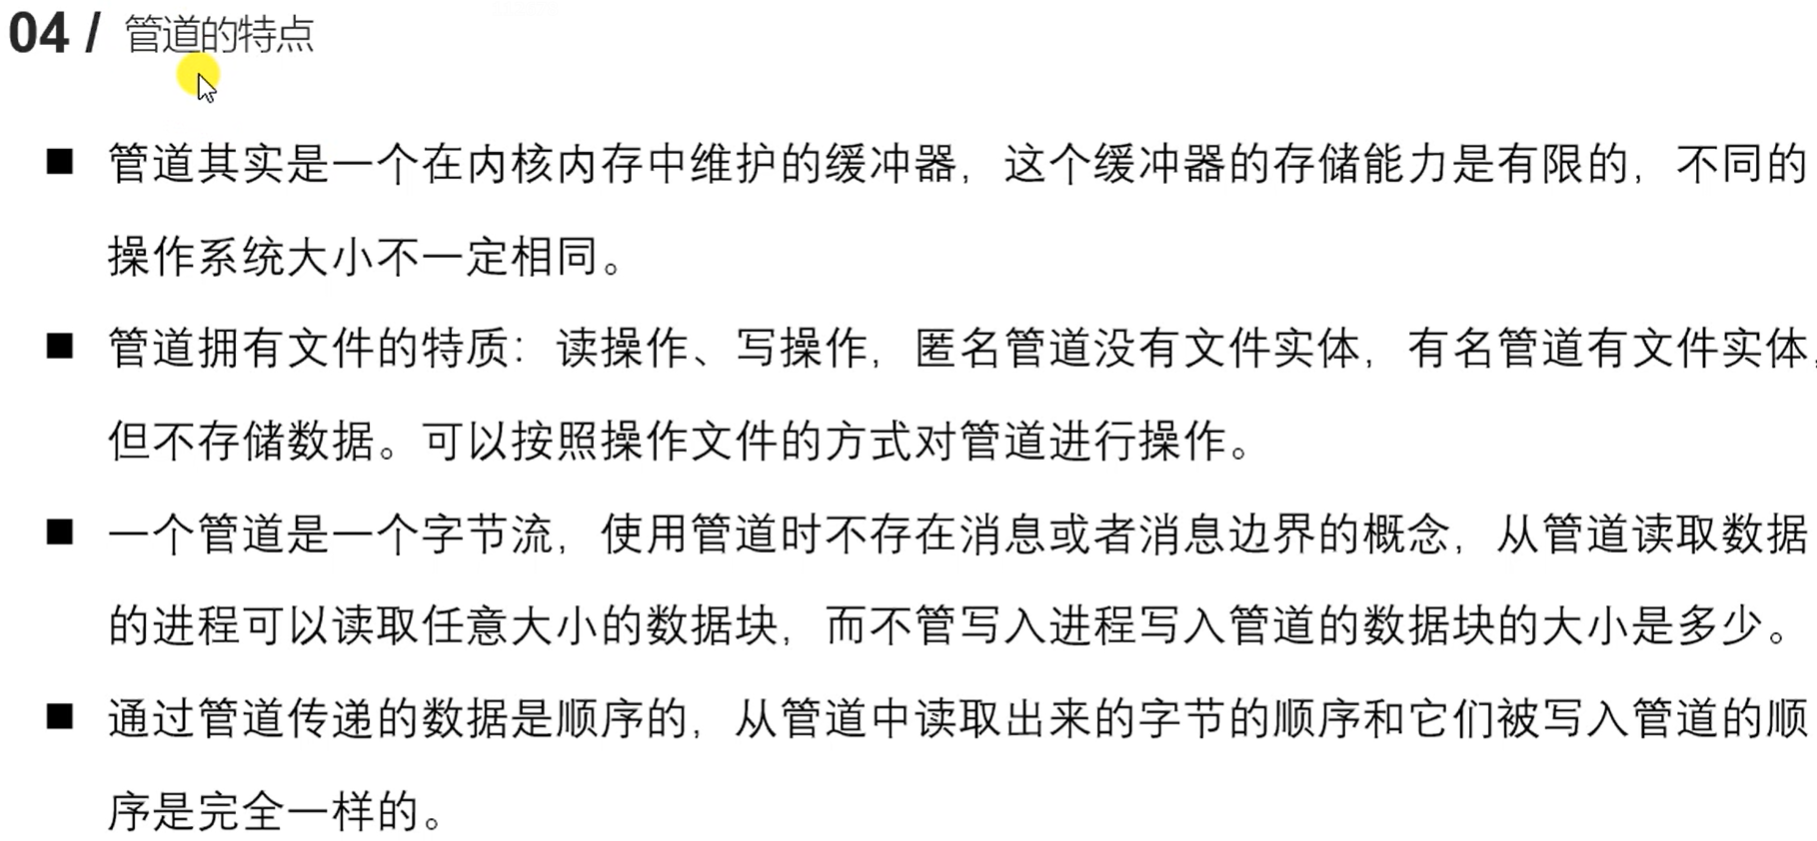 04 / 管道的特点
■ 管道其实是一个在内核内存中维护的缓冲器，这个缓冲器的存储能力是有限的，不同的
操作系统大小不一定相同。
■ 管道拥有文件的特质：读操作、写操作，匿名管道没有文件实体，有名管道有文件实体，
但不存储数据。可以按照操作文件的方式对管道进行操作。
■ 一个管道是一个字节流，使用管道时不存在消息或者消息边界的概念，从管道读取数据
的进程可以读取任意大小的数据块，而不管写入进程写入管道的数据块的大小是多少。
■ 通过管道传递的数据是顺序的，从管道中读取出来的字节的顺序和它们被写入管道的顺
序是完全一样的。